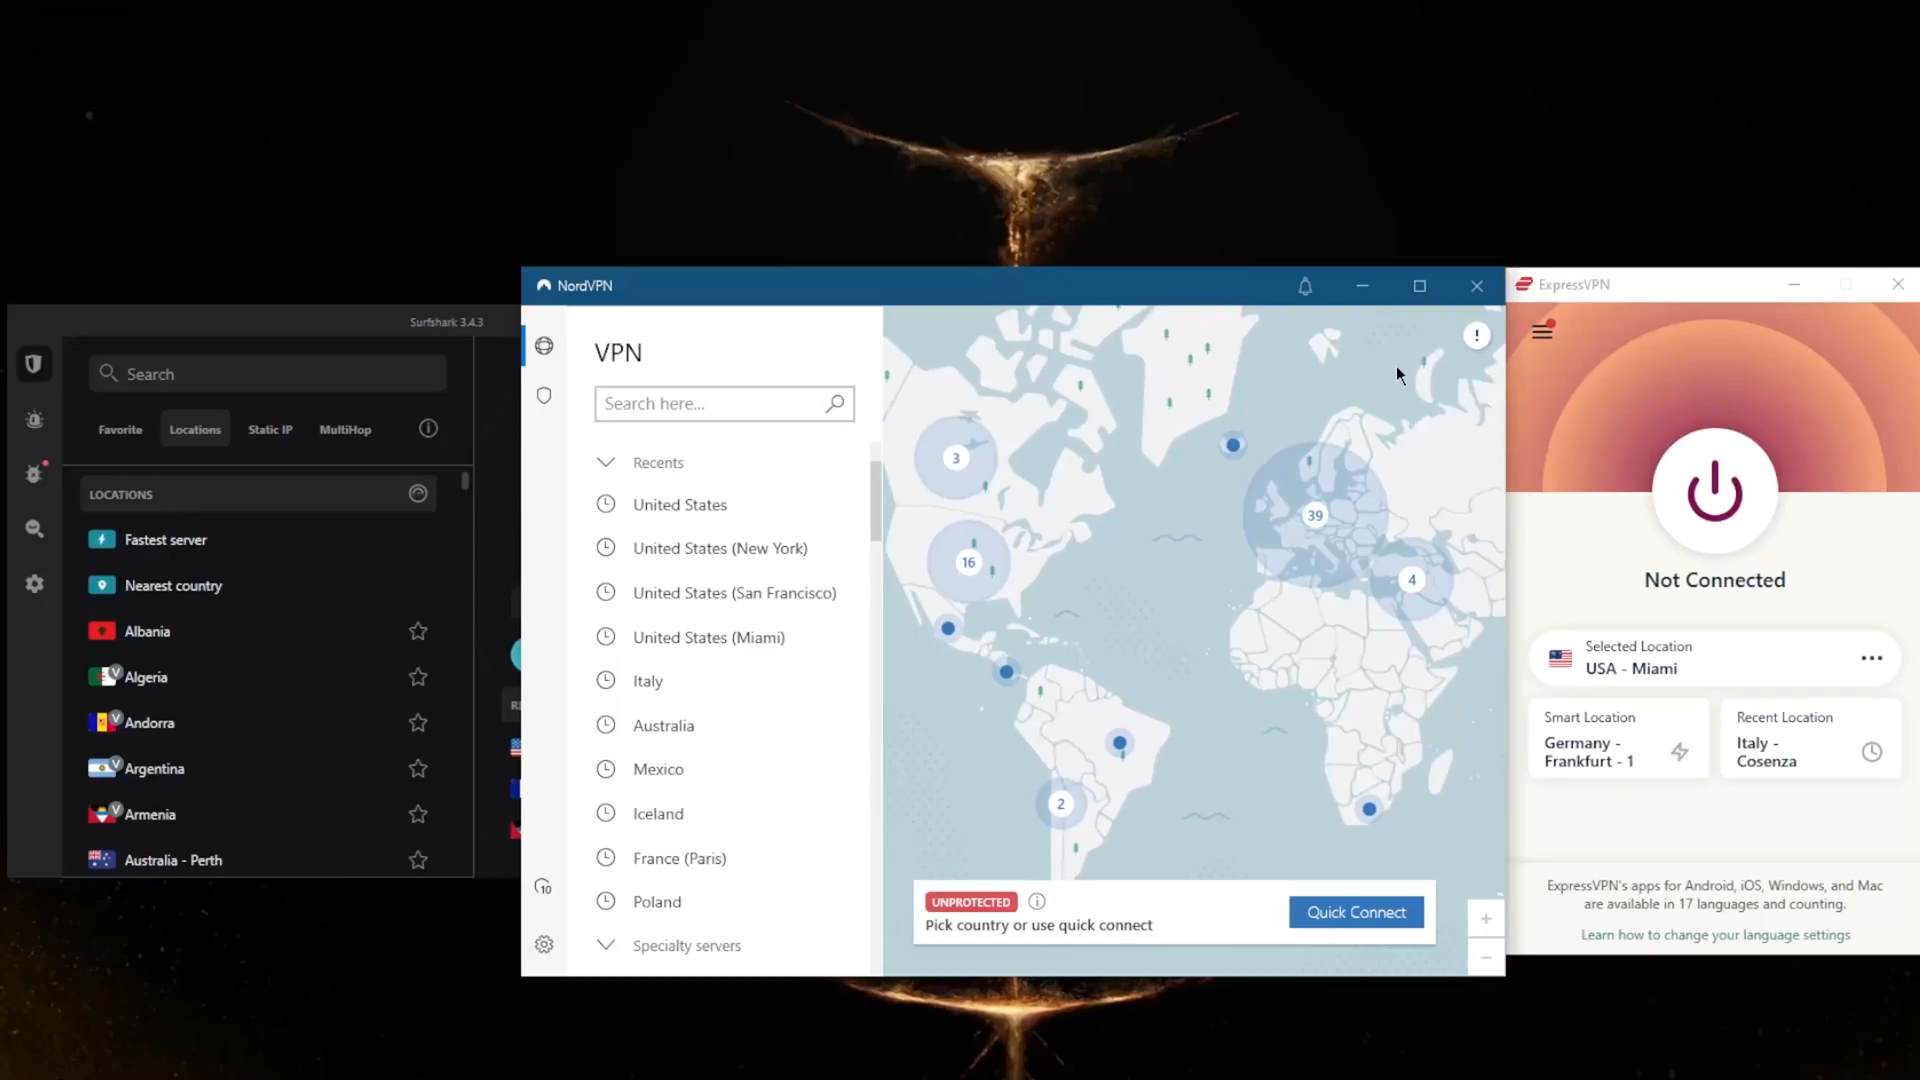 Surfshark 3.4.3
Search
Favorite
Locations
Static IP
MultiHop
LOCATIONS
Fastest server
Nearest country
Albania
V
Algeria
V
Andorra
V
Argentina
V
Armenia
Australia - Perth
NordVPN
VPN
Search here...
Recents
United States
United States (New York)
United States (San Francisco)
United States (Miami)
Italy
Australia
Mexico
Iceland
France (Paris)
Poland
Specialty servers
10
!
3
16
39
4
2
UNPROTECTED
Pick country or use quick connect
Quick Connect
ExpressVPN
Not Connected
Selected Location
USA - Miami
Smart Location
Germany -
Frankfurt - 1
Recent Location
Italy -
Cosenza
ExpressVPN's apps for Android, iOS, Windows, and Mac
are available in 17 languages and counting.
Learn how to change your language settings